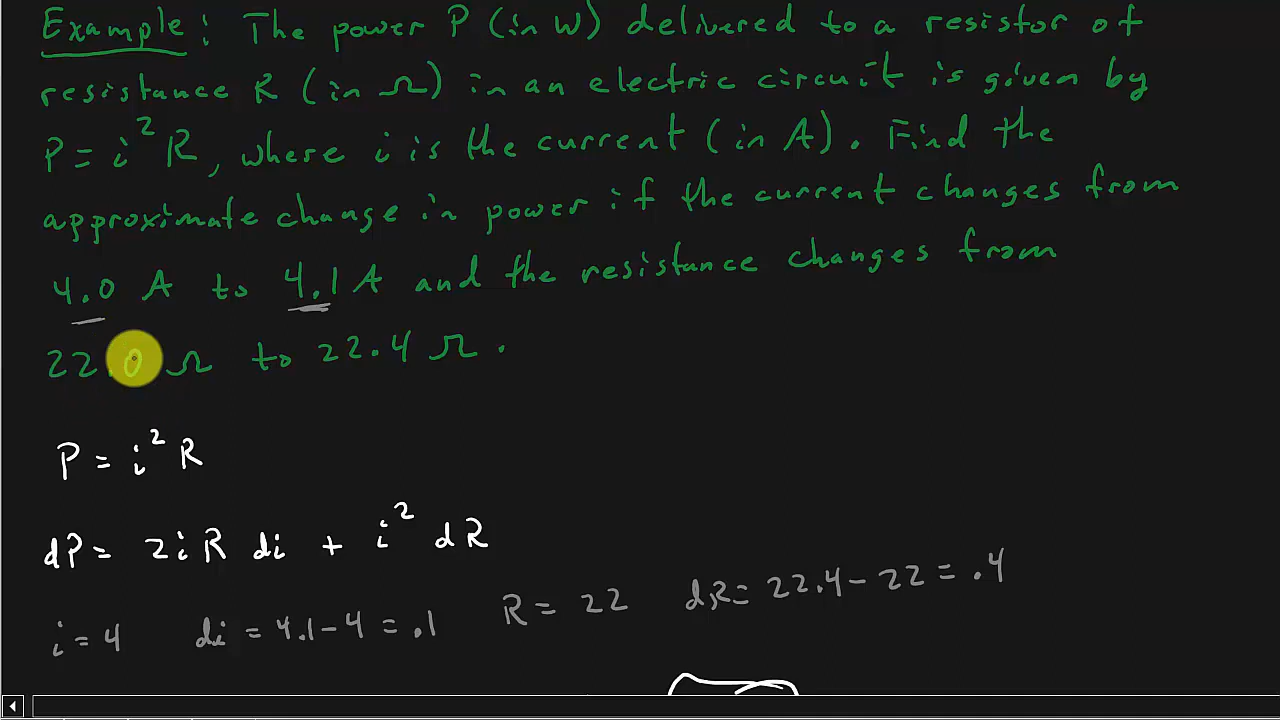 Example: The power P (in W) delivered to a resistor of
resistance R (in Ω) in an electric circuit is given by
P = i² R, where i is the current (in A). Find the
approximate change in power if the current changes from
4.0 A to 4.1 A and the resistance changes from
22.0 Ω to 22.4 Ω.
P = i² R
dP = 2iR di + i² dR
i = 4 di = 4.1 - 4 = .1 R = 22 dR = 22.4 - 22 = .4